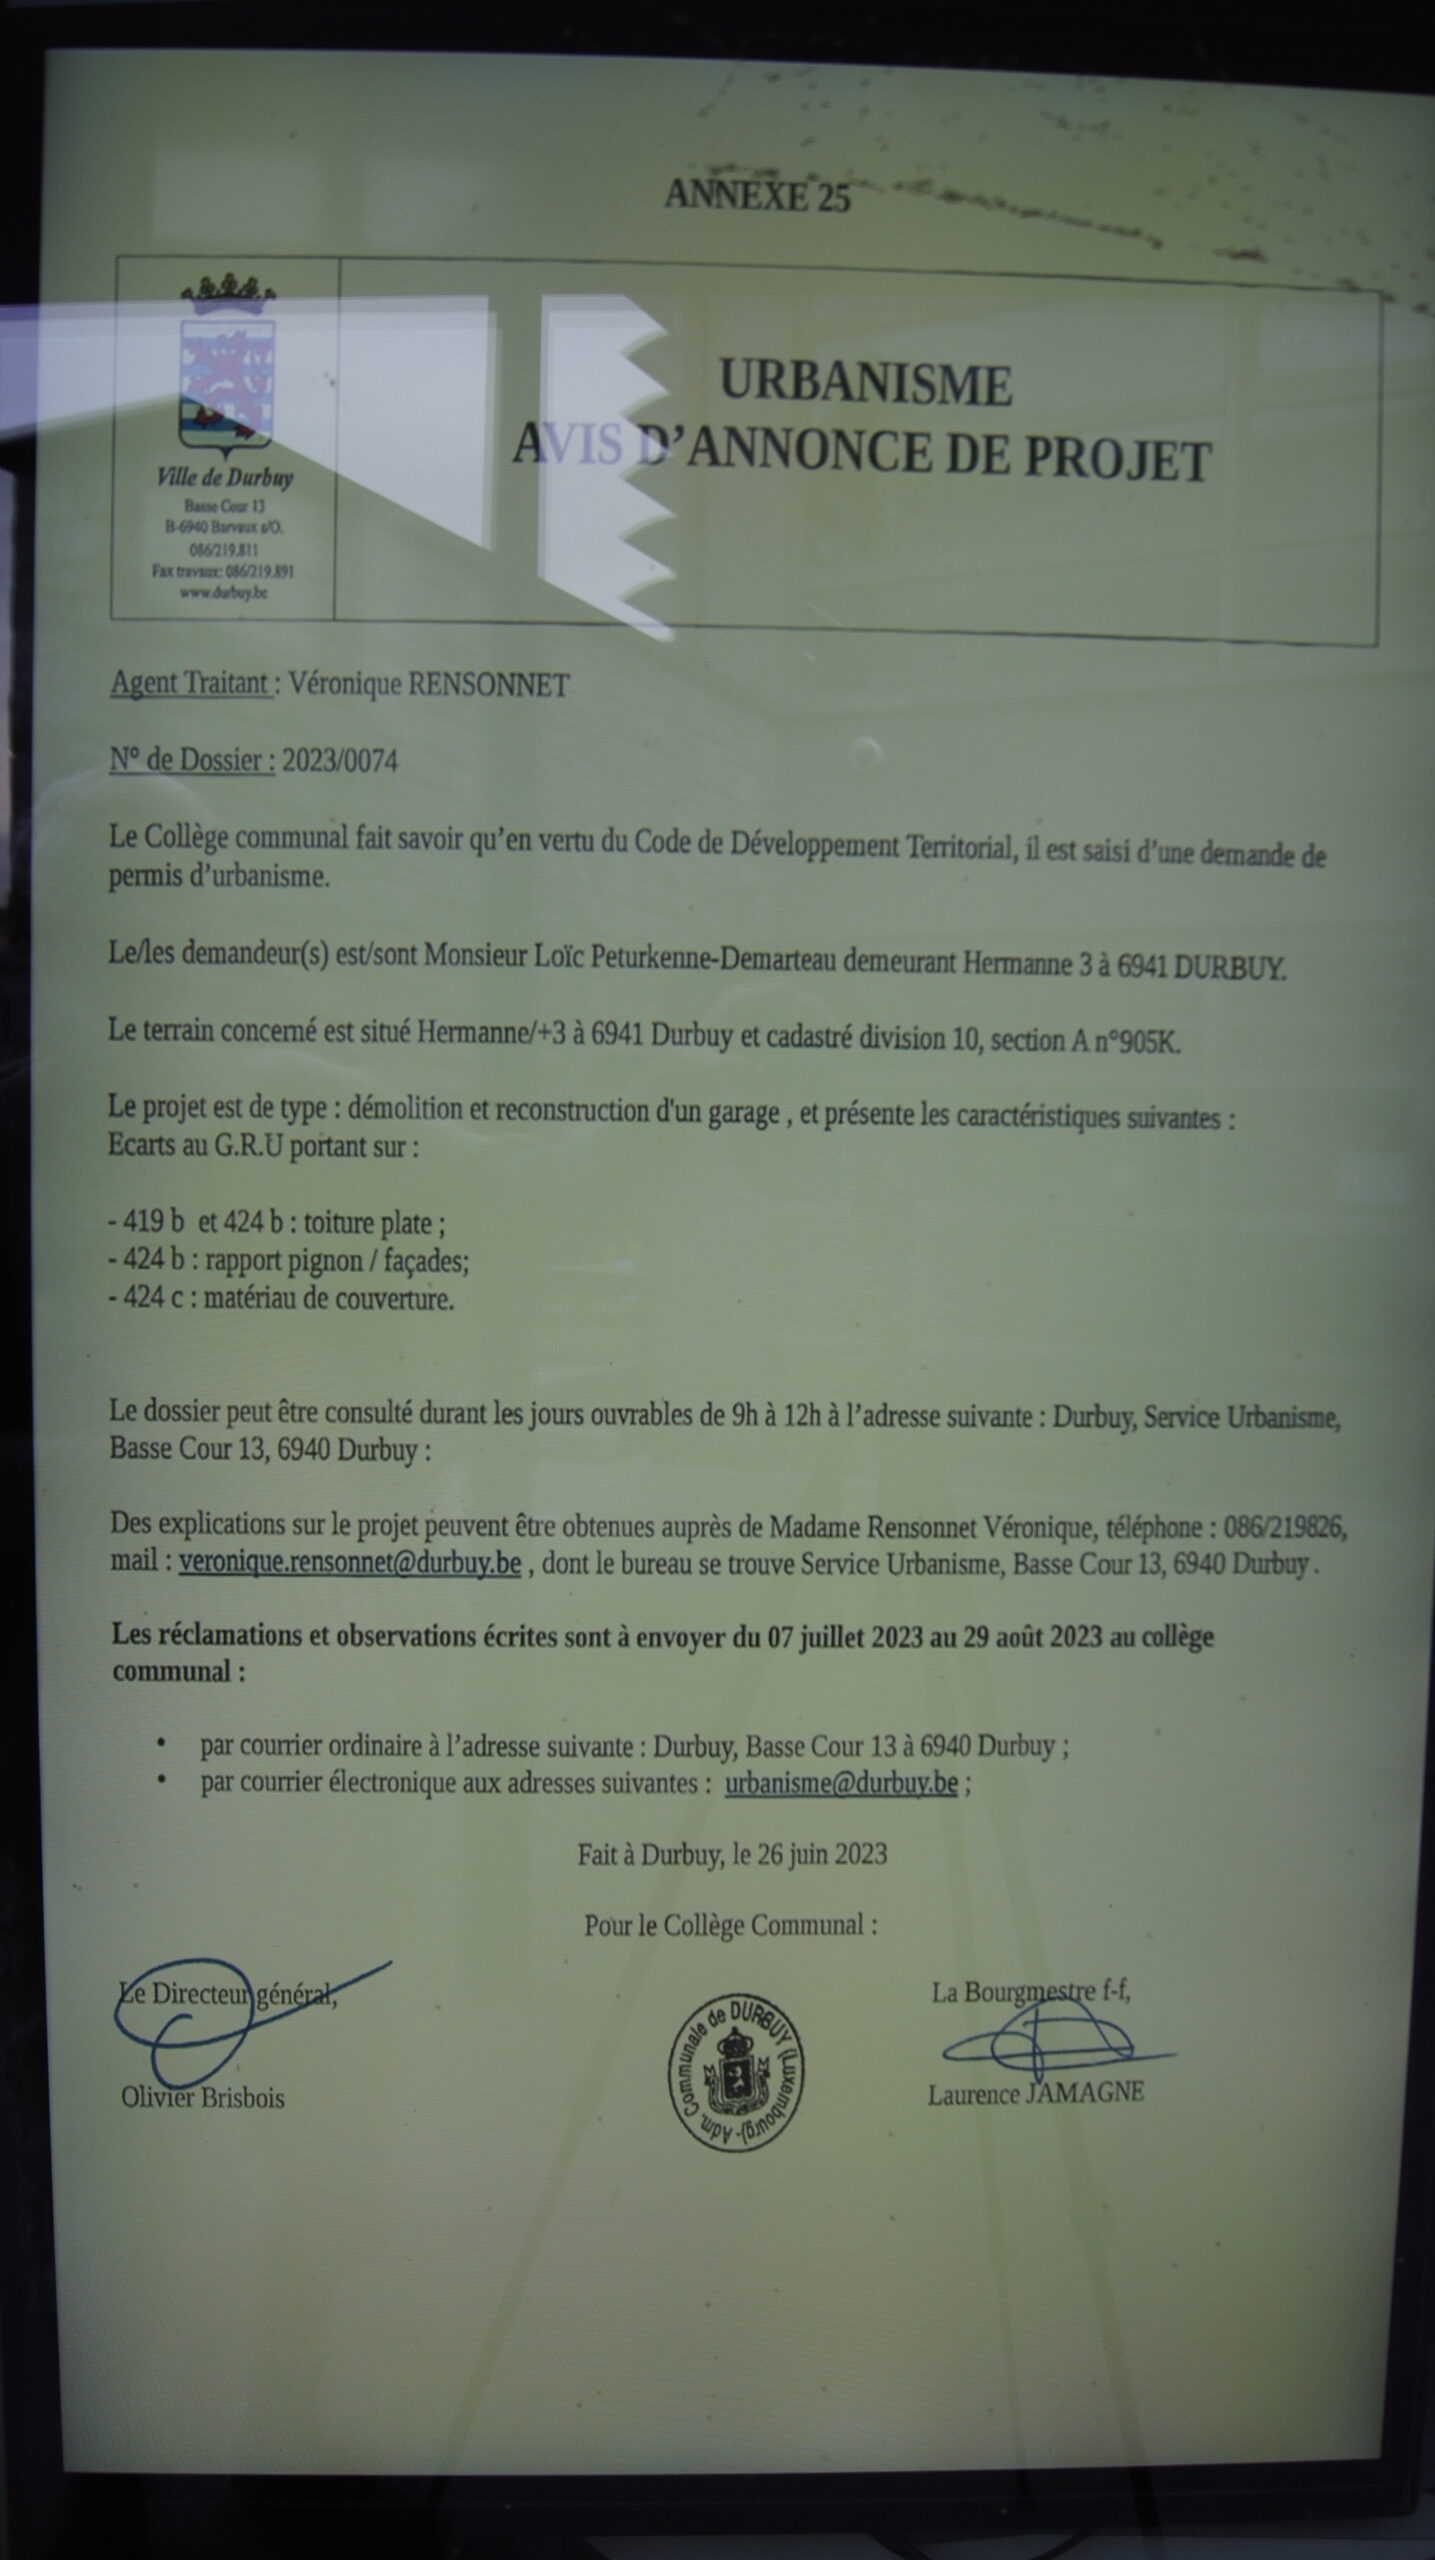 ANNEXE 25
Ville de Durbuy
Basse Cour 13
B-6940 Barvaux s/O.
086/219.811
Fax travaux: 086/219.891
www.durbuy.be
URBANISME
AVIS D’ANNONCE DE PROJET
Agent Traitant : Véronique RENSONNET
N° de Dossier : 2023/0074
Le Collège communal fait savoir qu’en vertu du Code de Développement Territorial, il est saisi d’une demande de
permis d’urbanisme.
Le/les demandeur(s) est/sont Monsieur Loïc Peturkenne-Demarteau demeurant Hermanne 3 à 6941 DURBUY.
Le terrain concerné est situé Hermanne/+3 à 6941 Durbuy et cadastré division 10, section A n°905K.
Le projet est de type : démolition et reconstruction d'un garage , et présente les caractéristiques suivantes :
Ecarts au G.R.U portant sur :
- 419 b et 424 b : toiture plate ;
- 424 b : rapport pignon / façades;
- 424 c : matériau de couverture.
Le dossier peut être consulté durant les jours ouvrables de 9h à 12h à l’adresse suivante : Durbuy, Service Urbanisme,
Basse Cour 13, 6940 Durbuy :
Des explications sur le projet peuvent être obtenues auprès de Madame Rensonnet Véronique, téléphone : 086/219826,
mail : veronique.rensonnet@durbuy.be , dont le bureau se trouve Service Urbanisme, Basse Cour 13, 6940 Durbuy .
Les réclamations et observations écrites sont à envoyer du 07 juillet 2023 au 29 août 2023 au collège
communal :
• par courrier ordinaire à l’adresse suivante : Durbuy, Basse Cour 13 à 6940 Durbuy ;
• par courrier électronique aux adresses suivantes : urbanisme@durbuy.be ;
Fait à Durbuy, le 26 juin 2023
Pour le Collège Communal :
Le Directeur général,
Olivier Brisbois
Adm. Communale de DURBUY (Luxembourg)-
La Bourgmestre f-f,
Laurence JAMAGNE